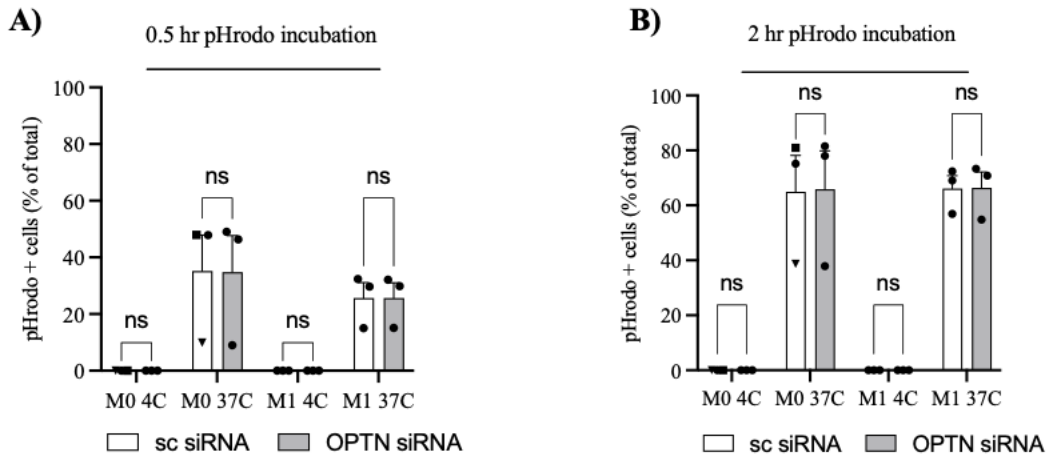 A)
0.5 hr pHrodo incubation
pHrodo + cells (% of total)
100
80
60
40
20
0
ns
ns
ns
ns
M0 4C M0 37C M1 4C M1 37C
sc siRNA OPTN siRNA
B)
2 hr pHrodo incubation
pHrodo + cells (% of total)
100
80
60
40
20
0
ns
ns
ns
ns
M0 4C M0 37C M1 4C M1 37C
sc siRNA OPTN siRNA